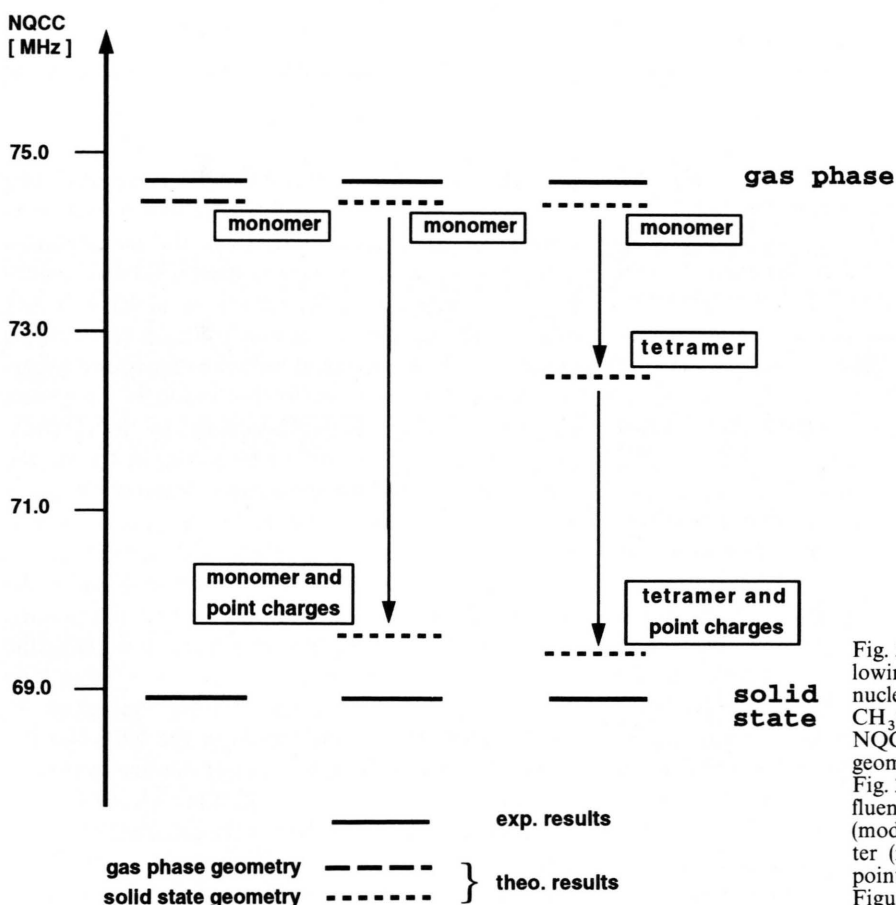 NQCC
[ MHz ]
75.0
gas phase
monomer
monomer
monomer
73.0
tetramer
71.0
monomer and
point charges
tetramer and
point charges
69.0
solid
state
exp. results
gas phase geometry
solid state geometry
} theo. results
Fig.
lowin
nucle
CH3
NQC
geom
Fig.
fluen
(mod
ter (
point
Figu